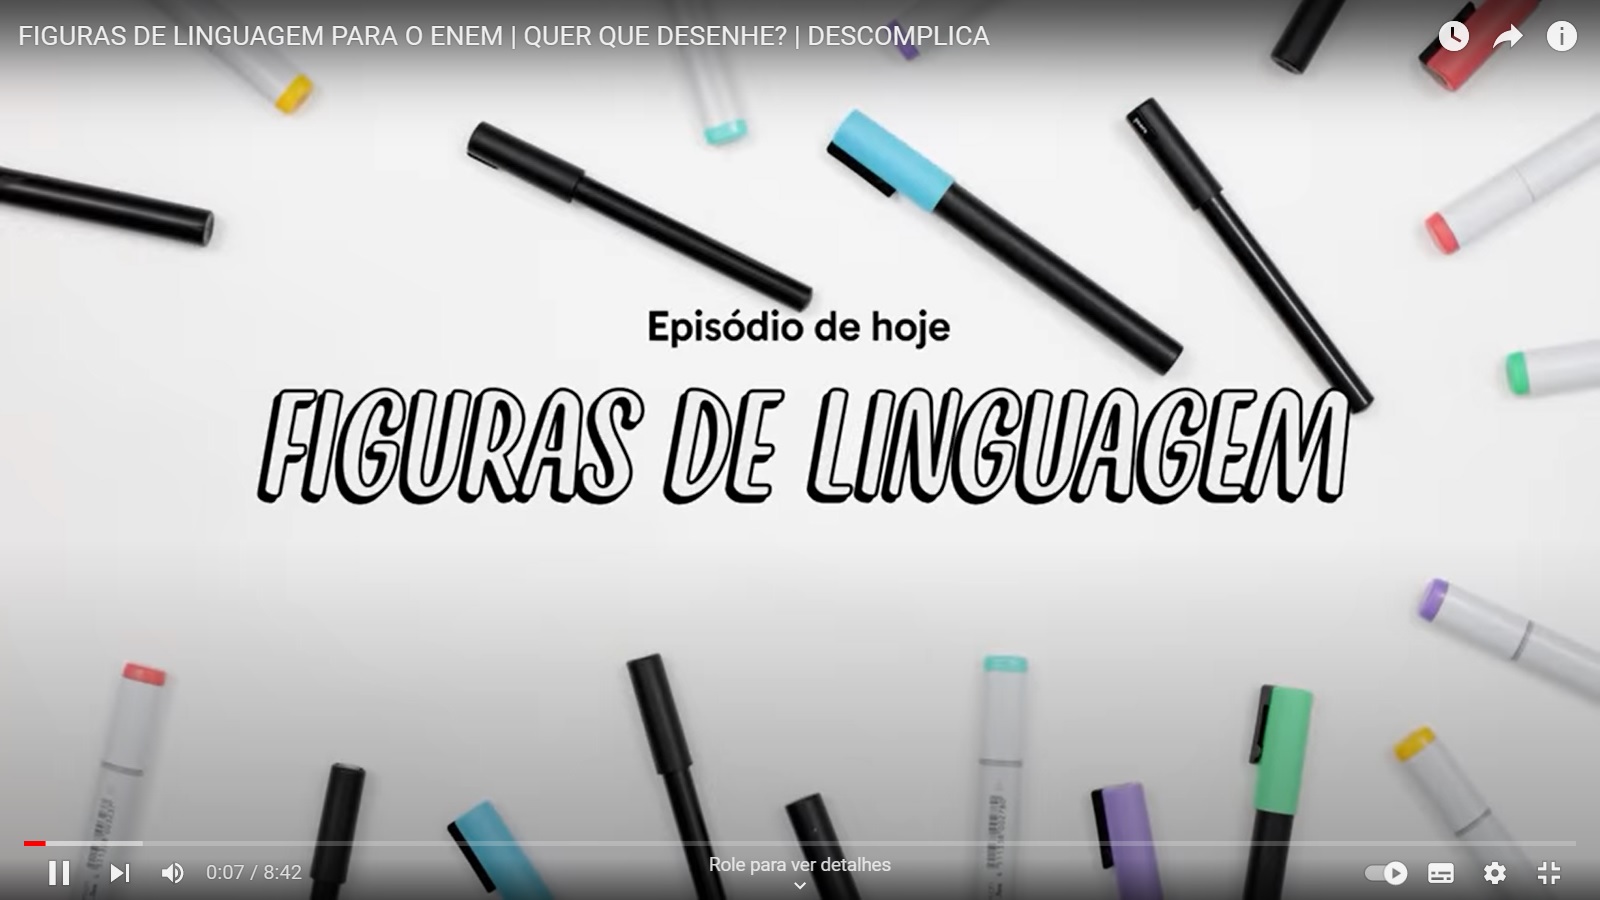 FIGURAS DE LINGUAGEM PARA O ENEM | QUER QUE DESENHE? | DESCOMPLICA
Episódio de hoje
FIGURAS DE LINGUAGEM
Role para ver detalhes
0:07 / 8:42